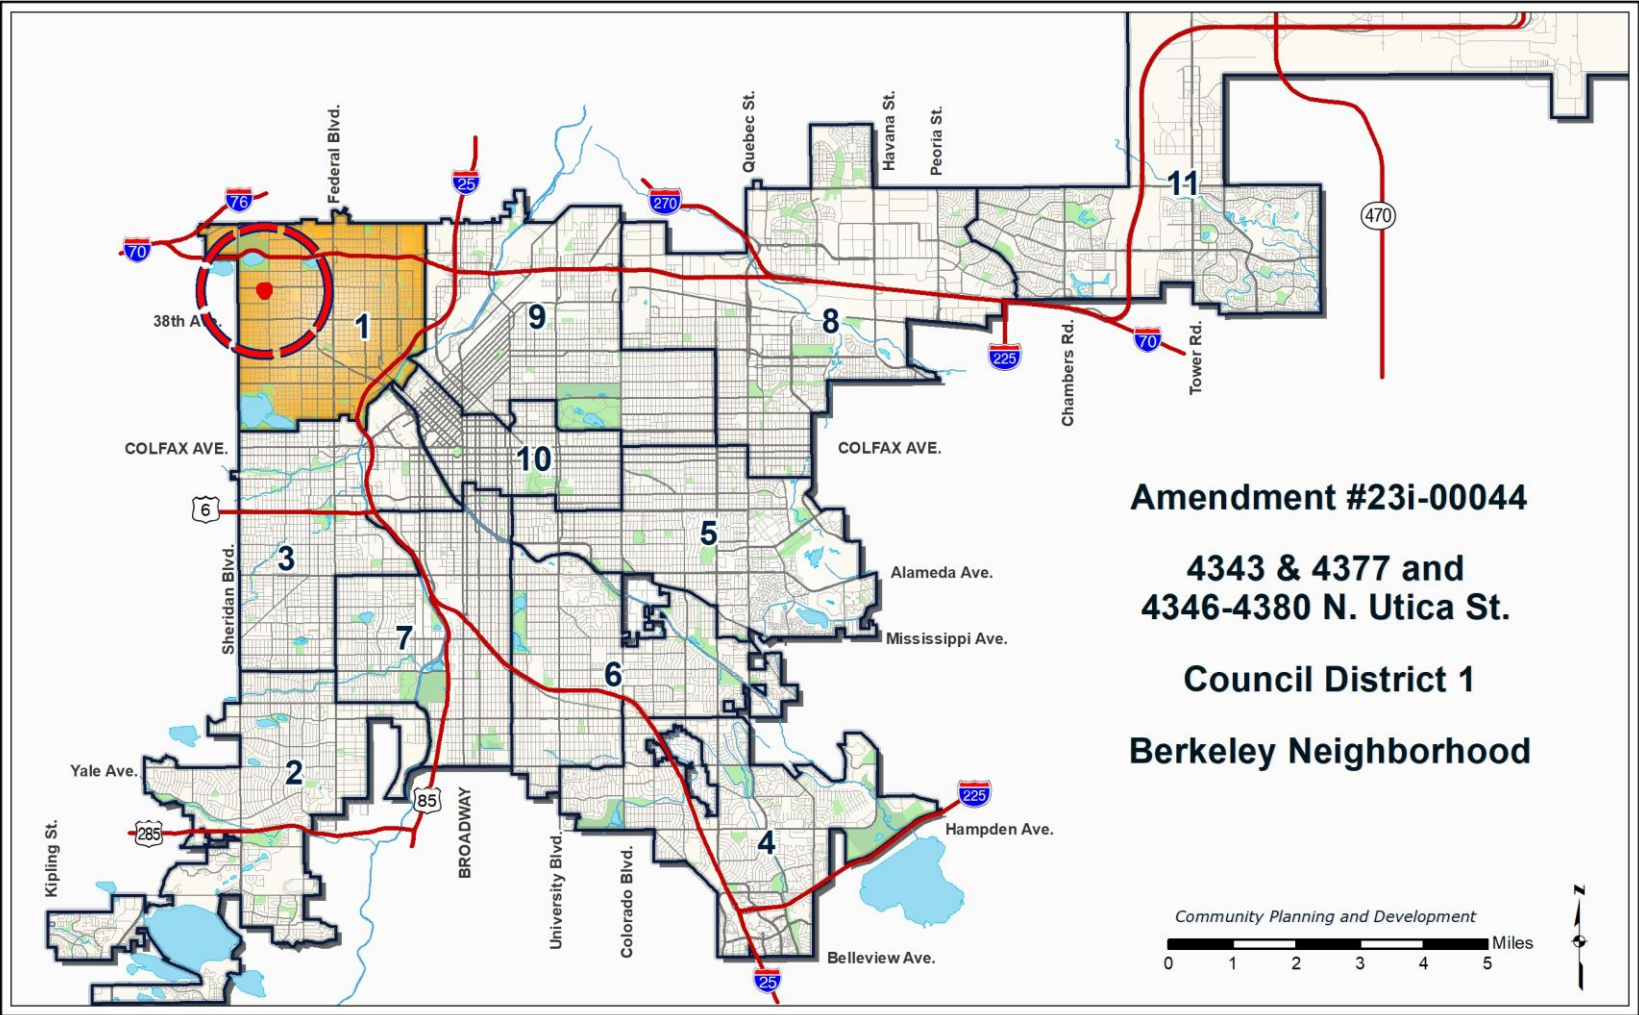 Federal Blvd.
Quebec St.
Havana St.
Peoria St.
76
25
270
11
470
70
38th A
1
9
8
225
70
Chambers Rd.
Tower Rd.
COLFAX AVE.
COLFAX AVE.
10
6
5
3
Sheridan Blvd.
Alameda Ave.
7
Mississippi Ave.
6
Yale Ave.
2
85
225
285
Hampden Ave.
4
Kipling St.
BROADWAY
University Blvd.
Colorado Blvd.
Belleview Ave.
25
Amendment #23i-00044
4343 & 4377 and
4346-4380 N. Utica St.
Council District 1
Berkeley Neighborhood
Community Planning and Development
Miles
0 1 2 3 4 5
z